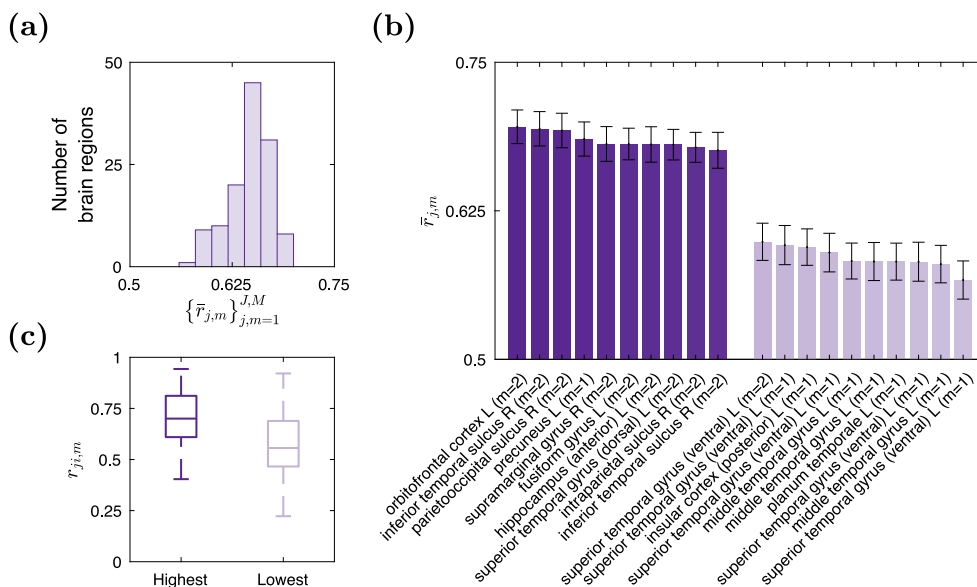 (a)
50
25
0
Number of
brain regions
0.5
0.625
0.75
{r̄_{j,m}}^{J,M}_{j,m=1}
(b)
0.75
0.625
0.5
r̄_{j,m}
orbitofrontal cortex L (m=2)
inferior temporal sulcus R (m=2)
parietooccipital sulcus R (m=2)
precuneus L (m=1)
supramarginal gyrus R (m=2)
fusiform gyrus L (m=2)
hippocampus (anterior) L (m=2)
superior temporal gyrus (dorsal) L (m=2)
intraparietal sulcus R (m=2)
inferior temporal sulcus R (m=2)
superior temporal gyrus (ventral) L (m=2)
superior temporal gyrus (ventral) L (m=1)
insular cortex (posterior) L (m=1)
superior temporal gyrus (ventral) L (m=1)
middle temporal gyrus L (m=1)
middle temporal gyrus L (m=1)
planum temporale L (m=1)
superior temporal gyrus (ventral) L (m=1)
middle temporal gyrus L (m=1)
superior temporal gyrus (ventral) L (m=1)
(c)
1
0.75
0.5
0.25
0
r_{ji,m}
Highest
Lowest